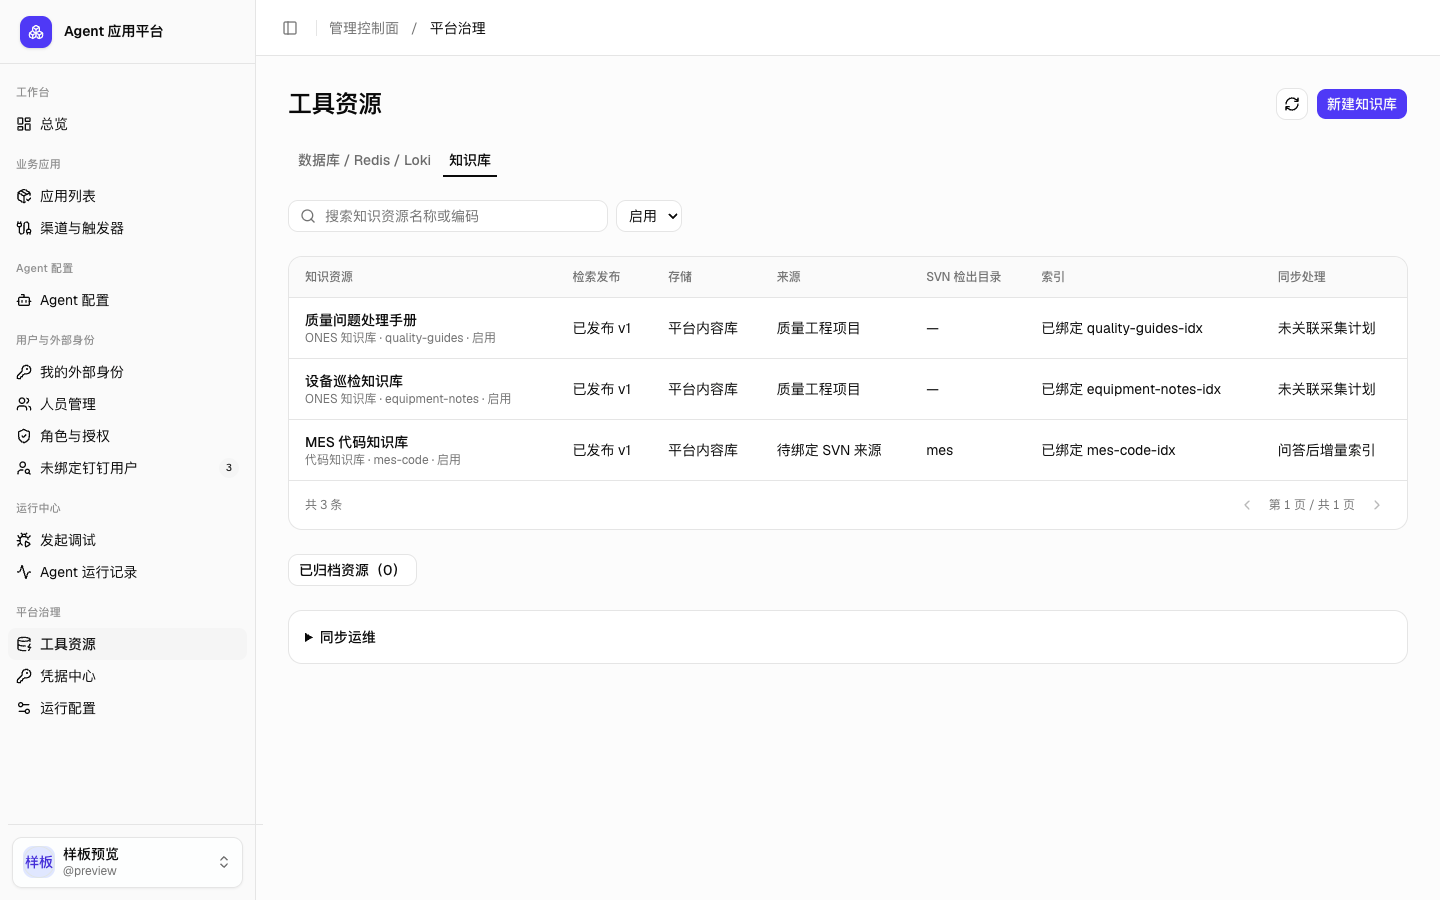 Agent 应用平台
管理控制面 / 平台治理
工作台
总览
业务应用
应用列表
渠道与触发器
Agent 配置
Agent 配置
用户与外部身份
我的外部身份
人员管理
角色与授权
未绑定钉钉用户 3
运行中心
发起调试
Agent 运行记录
平台治理
工具资源
凭据中心
运行配置
样板
样板预览
@preview
工具资源
新建知识库
数据库 / Redis / Loki 知识库
搜索知识资源名称或编码 启用
知识资源 检索发布 存储 来源 SVN 检出目录 索引 同步处理
质量问题处理手册
ONES 知识库 · quality-guides · 启用
已发布 v1 平台内容库 质量工程项目 — 已绑定 quality-guides-idx 未关联采集计划
设备巡检知识库
ONES 知识库 · equipment-notes · 启用
已发布 v1 平台内容库 质量工程项目 — 已绑定 equipment-notes-idx 未关联采集计划
MES 代码知识库
代码知识库 · mes-code · 启用
已发布 v1 平台内容库 待绑定 SVN 来源 mes 已绑定 mes-code-idx 问答后增量索引
共 3 条 第 1 页 / 共 1 页
已归档资源（0）
同步运维